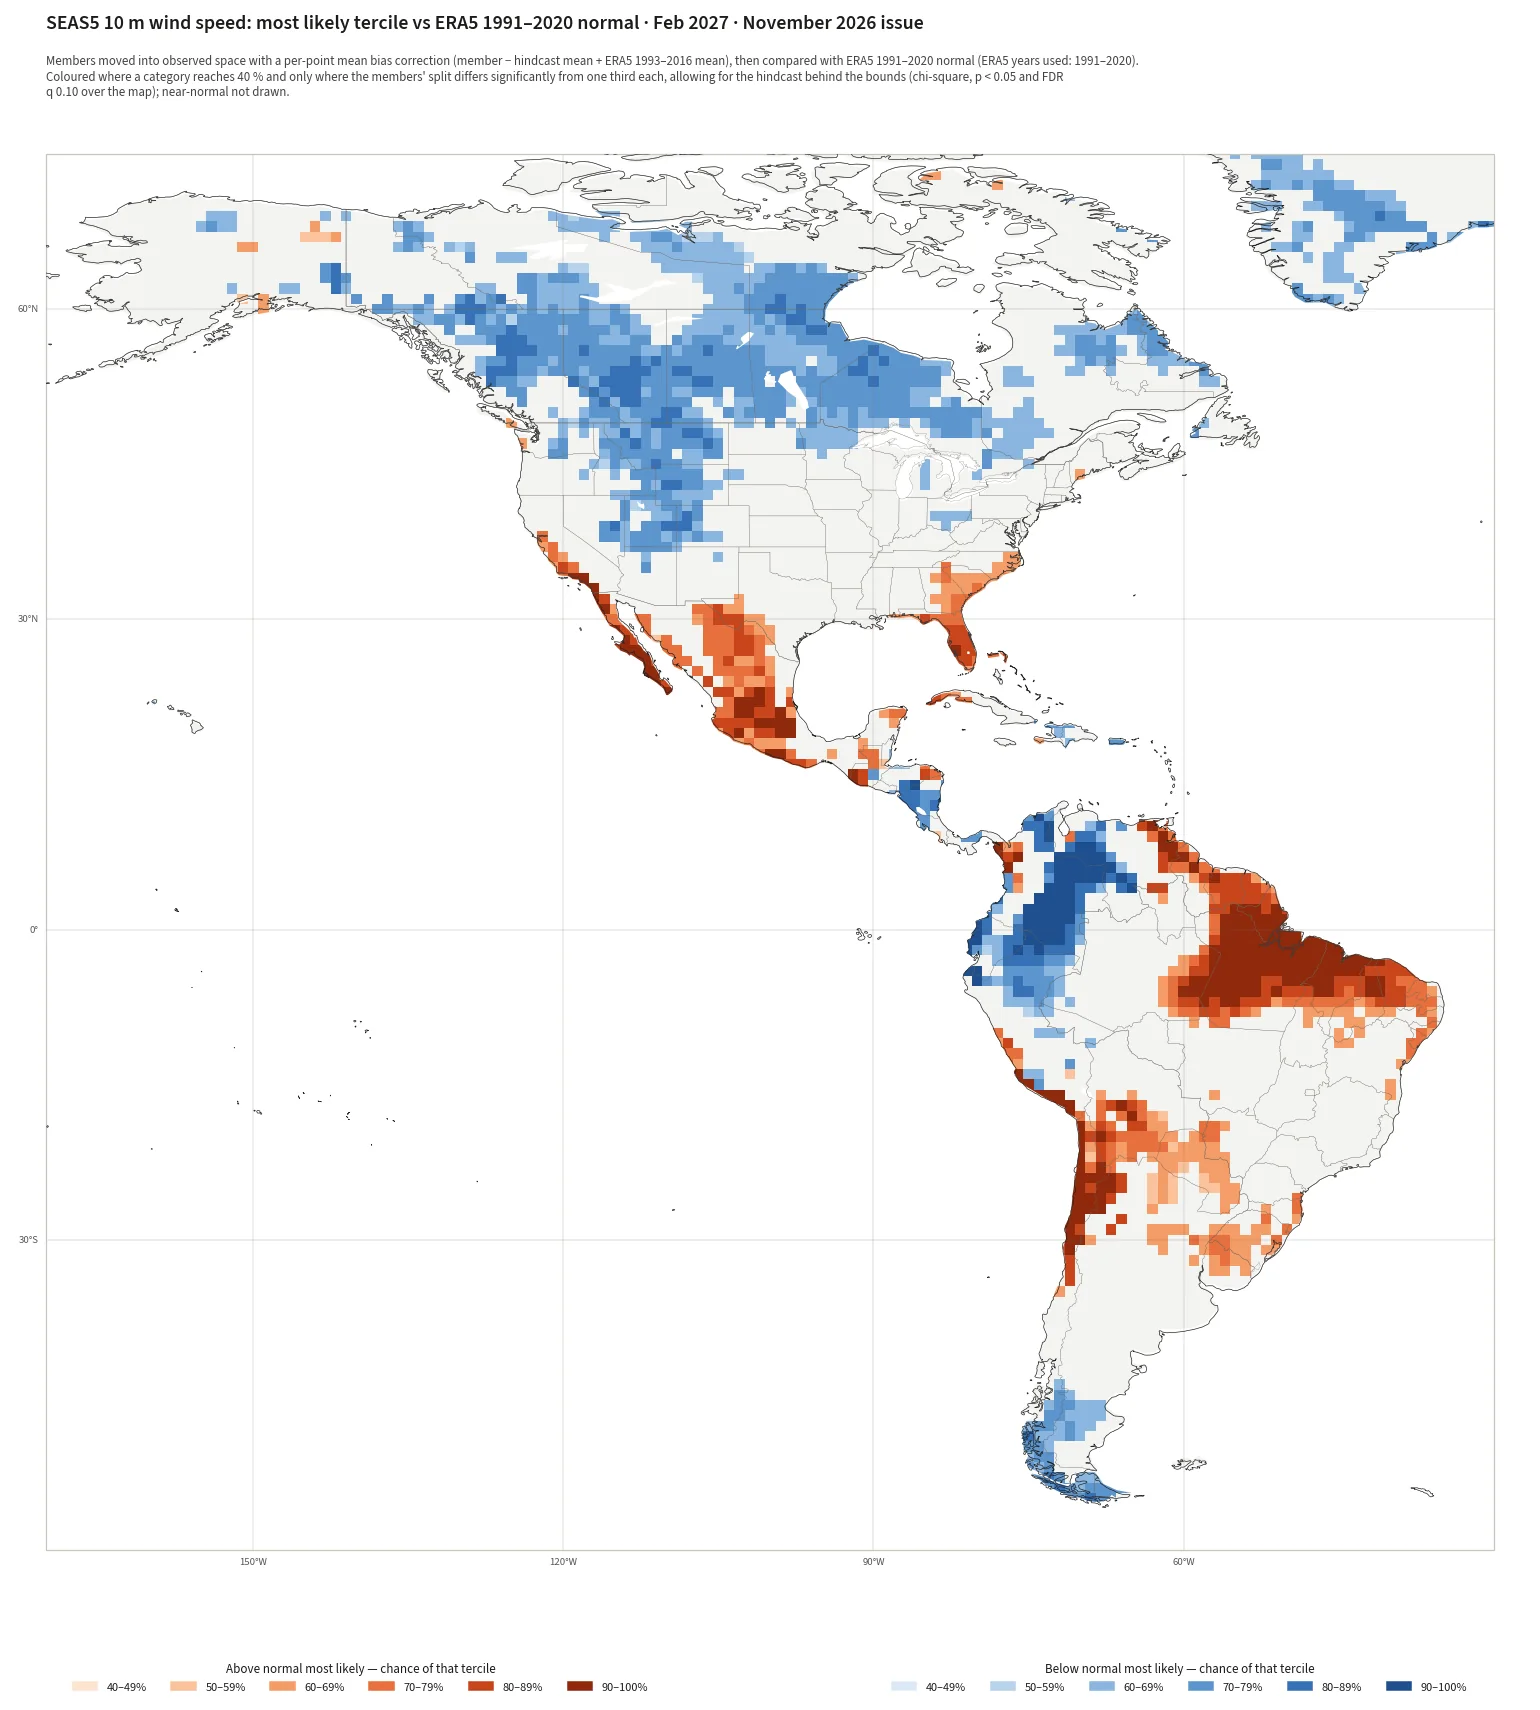 SEAS5 10 m wind speed: most likely tercile vs ERA5 1991–2020 normal · Feb 2027 · November 2026 issue
Members moved into observed space with a per-point mean bias correction (member − hindcast mean + ERA5 1993–2016 mean), then compared with ERA5 1991–2020 normal (ERA5 years used: 1991–2020).
Coloured where a category reaches 40 % and only where the members' split differs significantly from one third each, allowing for the hindcast behind the bounds (chi-square, p < 0.05 and FDR
q 0.10 over the map); near-normal not drawn.
60°N
30°N
0°
30°S
150°W 120°W 90°W 60°W
Above normal most likely — chance of that tercile
40–49% 50–59% 60–69% 70–79% 80–89% 90–100%
Below normal most likely — chance of that tercile
40–49% 50–59% 60–69% 70–79% 80–89% 90–100%